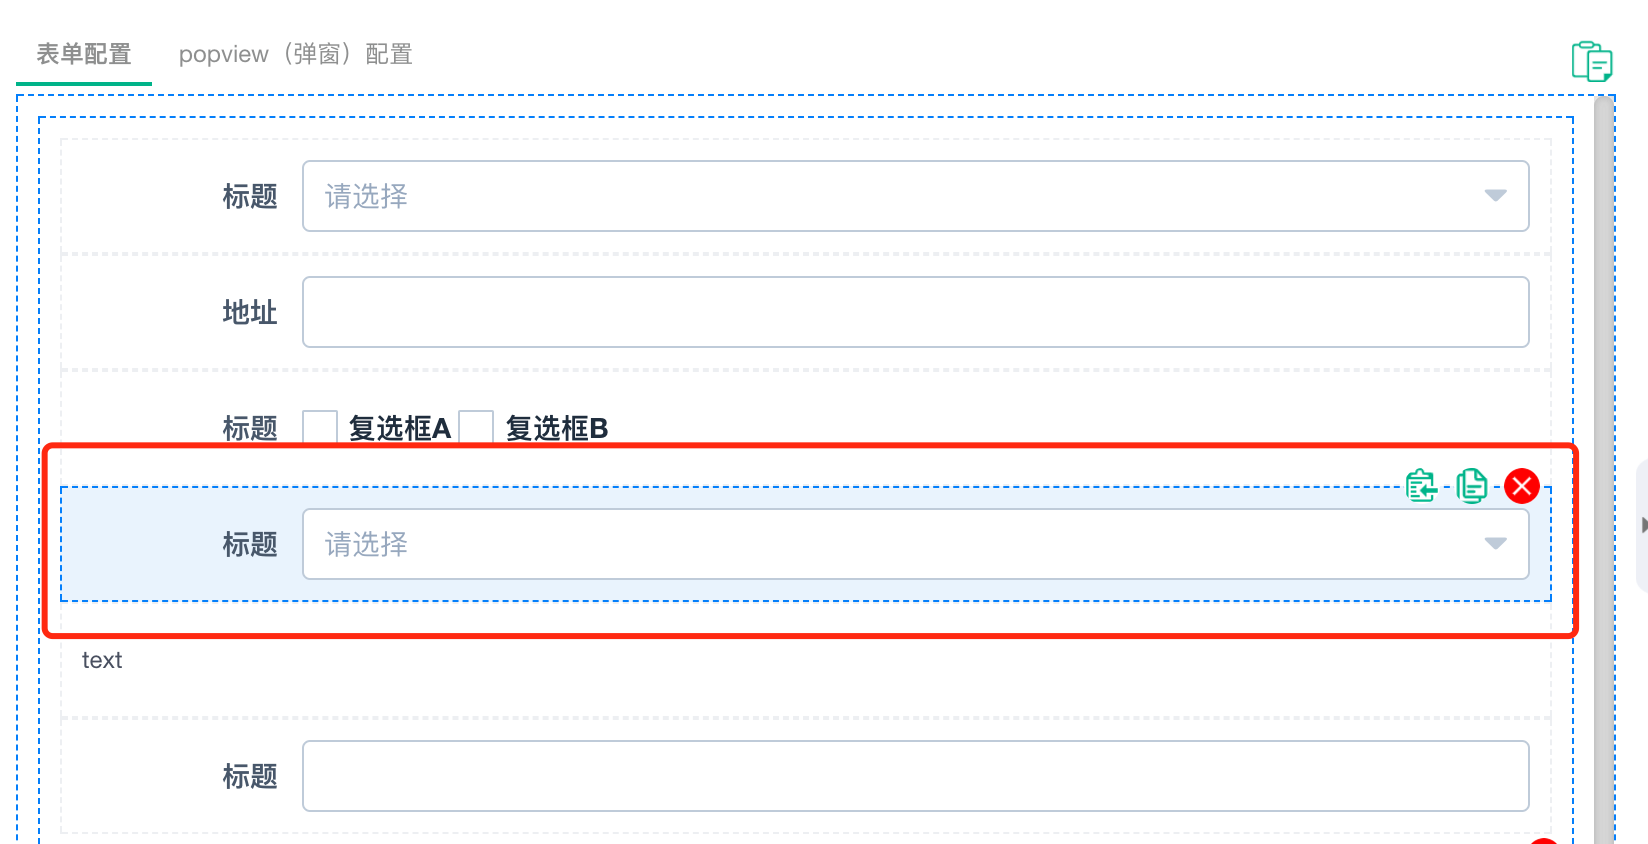 表单配置 popview（弹窗）配置
标题 请选择
地址
标题 复选框A 复选框B
标题 请选择
text
标题